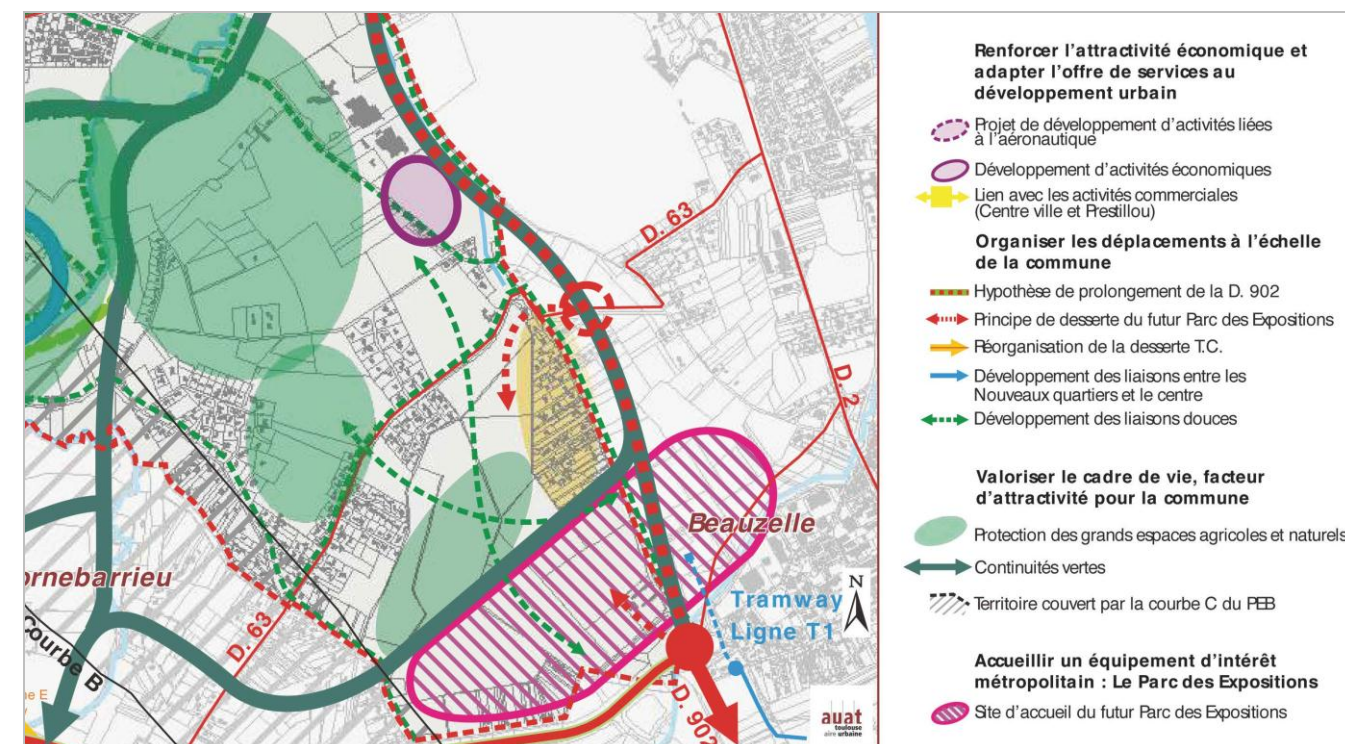 D. 63
D. 2
Beauzelle
ornebarrieu
Tramway
Ligne T1
N
D. 63
Courbe B
D. 902
auat
toulouse
aire urbaine
Renforcer l'attractivité économique et
adapter l'offre de services au
développement urbain
Projet de développement d'activités liées
à l'aéronautique
Développement d'activités économiques
Lien avec les activités commerciales
(Centre ville et Prestillou)
Organiser les déplacements à l'échelle
de la commune
Hypothèse de prolongement de la D. 902
Principe de desserte du futur Parc des Expositions
Réorganisation de la desserte T.C.
Développement des liaisons entre les
Nouveaux quartiers et le centre
Développement des liaisons douces
Valoriser le cadre de vie, facteur
d'attractivité pour la commune
Protection des grands espaces agricoles et naturels
Continuités vertes
Territoire couvert par la courbe C du PEB
Accueillir un équipement d'intérêt
métropolitain : Le Parc des Expositions
Site d'accueil du futur Parc des Expositions